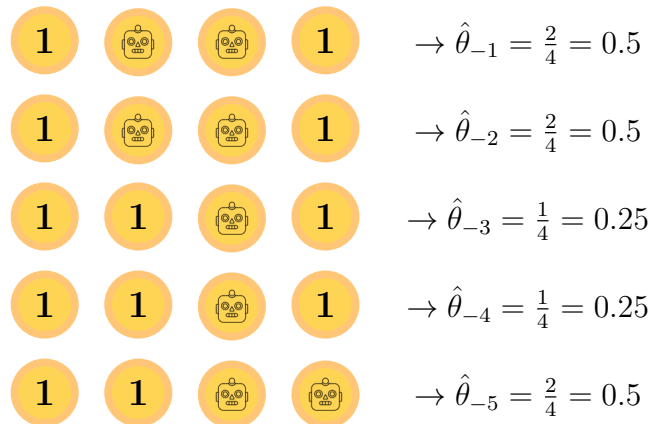 1 1 → θ̂₋₁ = 2/4 = 0.5
1 1 → θ̂₋₂ = 2/4 = 0.5
1 1 1 → θ̂₋₃ = 1/4 = 0.25
1 1 1 → θ̂₋₄ = 1/4 = 0.25
1 1 → θ̂₋₅ = 2/4 = 0.5